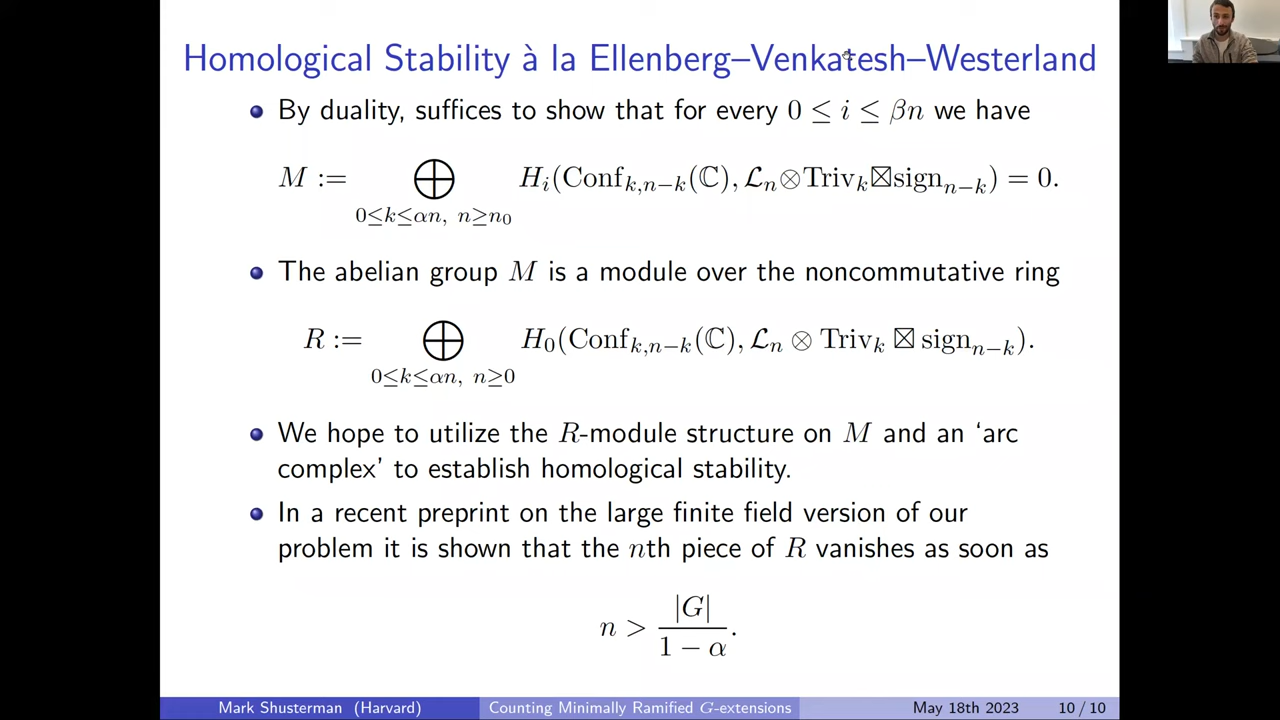 Homological Stability à la Ellenberg–Venkatesh–Westerland
By duality, suffices to show that for every 0 ≤ i ≤ βn we have
M := ⨁_{0≤k≤αn, n≥n₀} H_i(Conf_{k,n−k}(ℂ), ℒ_n⊗Triv_k⊠sign_{n−k}) = 0.
The abelian group M is a module over the noncommutative ring
R := ⨁_{0≤k≤αn, n≥0} H_0(Conf_{k,n−k}(ℂ), ℒ_n ⊗ Triv_k ⊠ sign_{n−k}).
We hope to utilize the R-module structure on M and an ‘arc
complex’ to establish homological stability.
In a recent preprint on the large finite field version of our
problem it is shown that the nth piece of R vanishes as soon as
n > |G| / (1 − α).
Mark Shusterman (Harvard) Counting Minimally Ramified G-extensions May 18th 2023 10 / 10